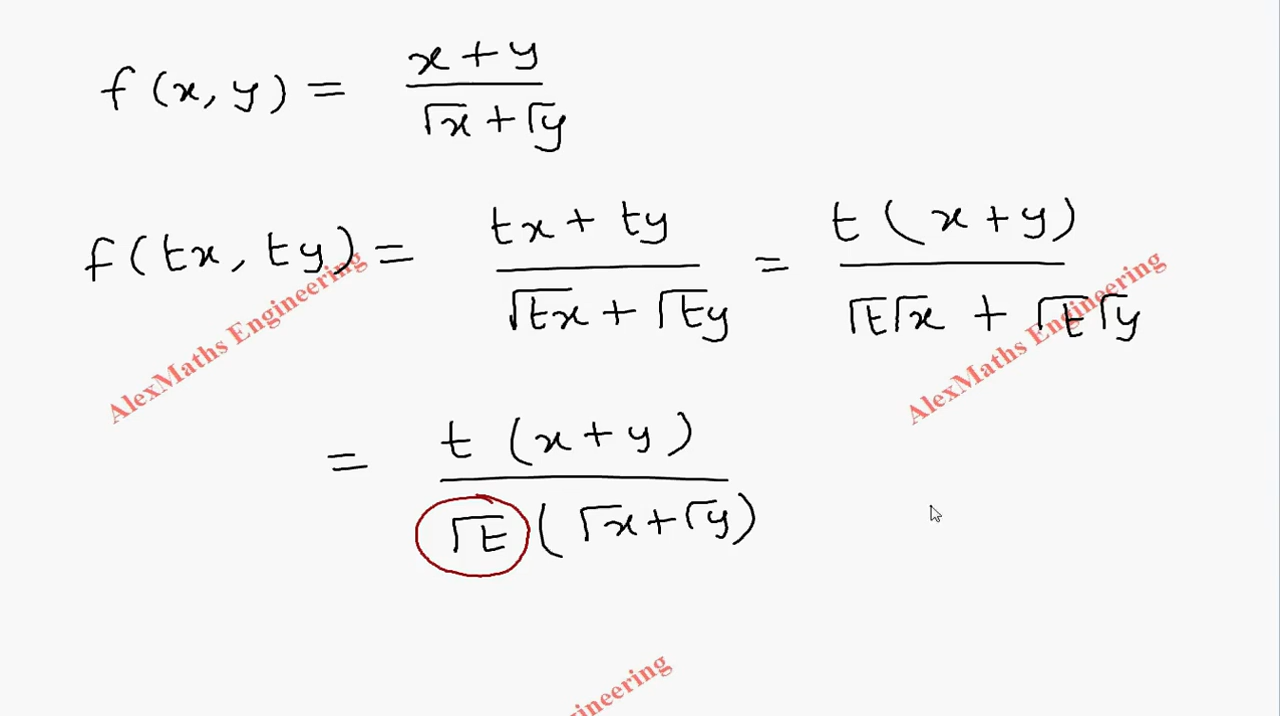 f(x, y) = (x + y) / (√x + √y)
f(tx, ty) = (tx + ty) / (√tx + √ty) = t(x + y) / (√t√x + √t√y)
AlexMaths Engineering
AlexMaths Engineering
= t(x + y) / (√t(√x + √y))
ineering